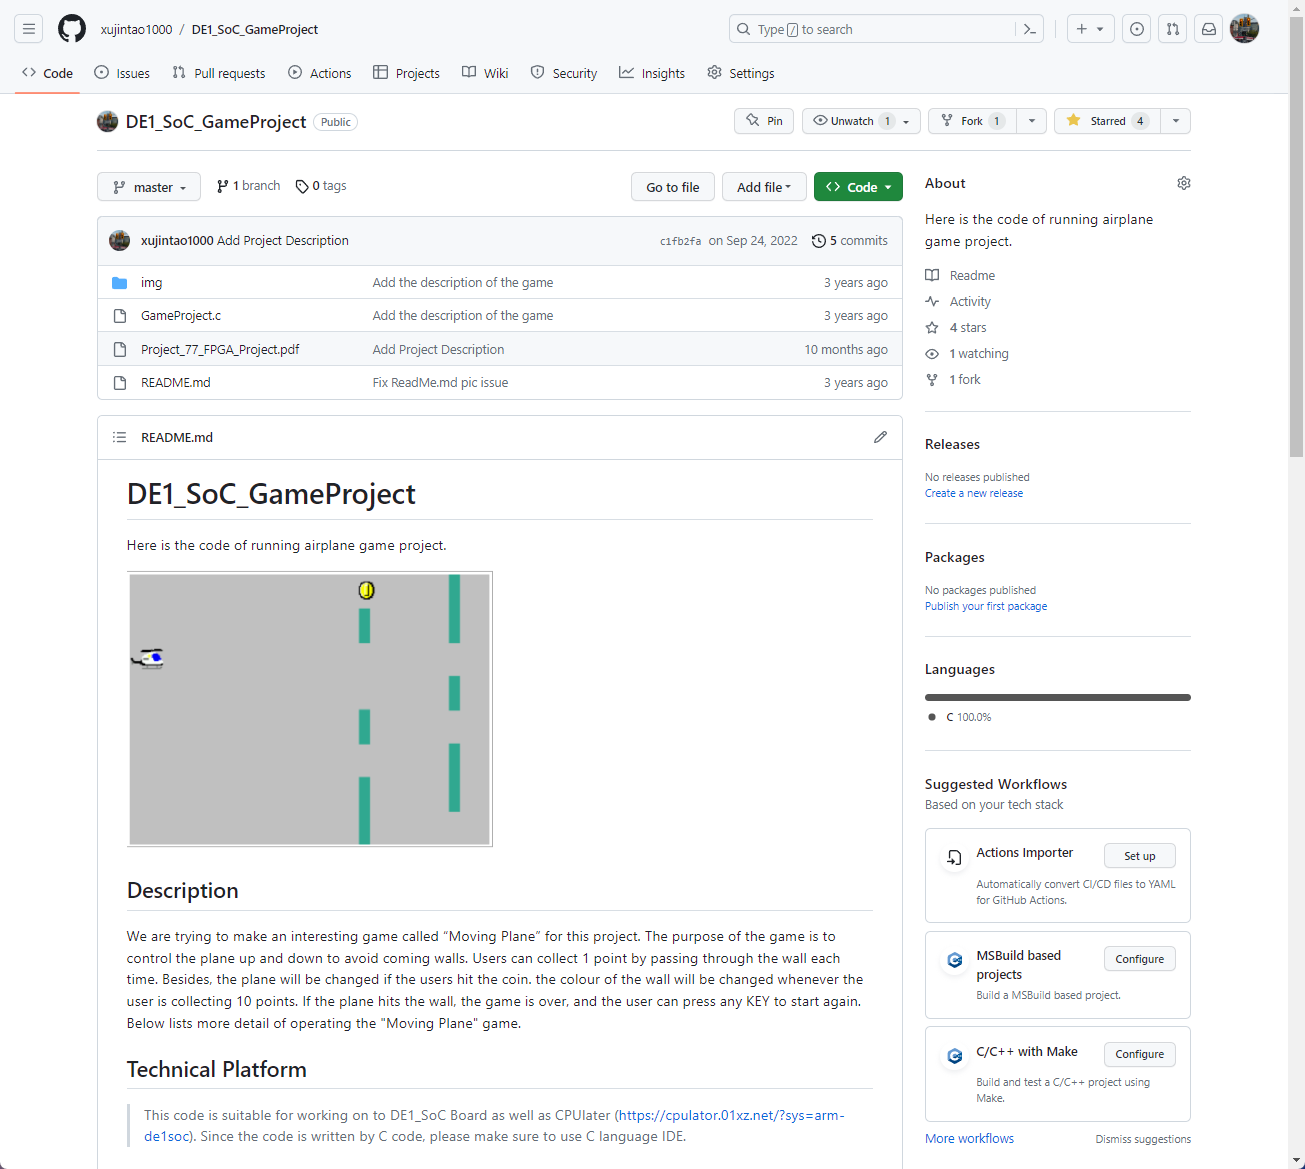 xujintao1000 / DE1_SoC_GameProject
Type / to search
Code Issues Pull requests Actions Projects Wiki Security Insights Settings
DE1_SoC_GameProject Public
Pin Unwatch 1 Fork 1 Starred 4
master 1 branch 0 tags
Go to file Add file Code
xujintao1000 Add Project Description c1fb2fa on Sep 24, 2022 5 commits
img Add the description of the game 3 years ago
GameProject.c Add the description of the game 3 years ago
Project_77_FPGA_Project.pdf Add Project Description 10 months ago
README.md Fix ReadMe.md pic issue 3 years ago
README.md
DE1_SoC_GameProject
Here is the code of running airplane game project.
Description
We are trying to make an interesting game called “Moving Plane” for this project. The purpose of the game is to
control the plane up and down to avoid coming walls. Users can collect 1 point by passing through the wall each
time. Besides, the plane will be changed if the users hit the coin. the colour of the wall will be changed whenever the
user is collecting 10 points. If the plane hits the wall, the game is over, and the user can press any KEY to start again.
Below lists more detail of operating the "Moving Plane" game.
Technical Platform
This code is suitable for working on to DE1_SoC Board as well as CPUlater (https://cpulator.01xz.net/?sys=arm-
de1soc). Since the code is written by C code, please make sure to use C language IDE.
About
Here is the code of running airplane
game project.
Readme
Activity
4 stars
1 watching
1 fork
Releases
No releases published
Create a new release
Packages
No packages published
Publish your first package
Languages
C 100.0%
Suggested Workflows
Based on your tech stack
Actions Importer
Set up
Automatically convert CI/CD files to YAML
for GitHub Actions.
MSBuild based
projects
Configure
Build a MSBuild based project.
C/C++ with Make
Configure
Build and test a C/C++ project using
Make.
More workflows
Dismiss suggestions